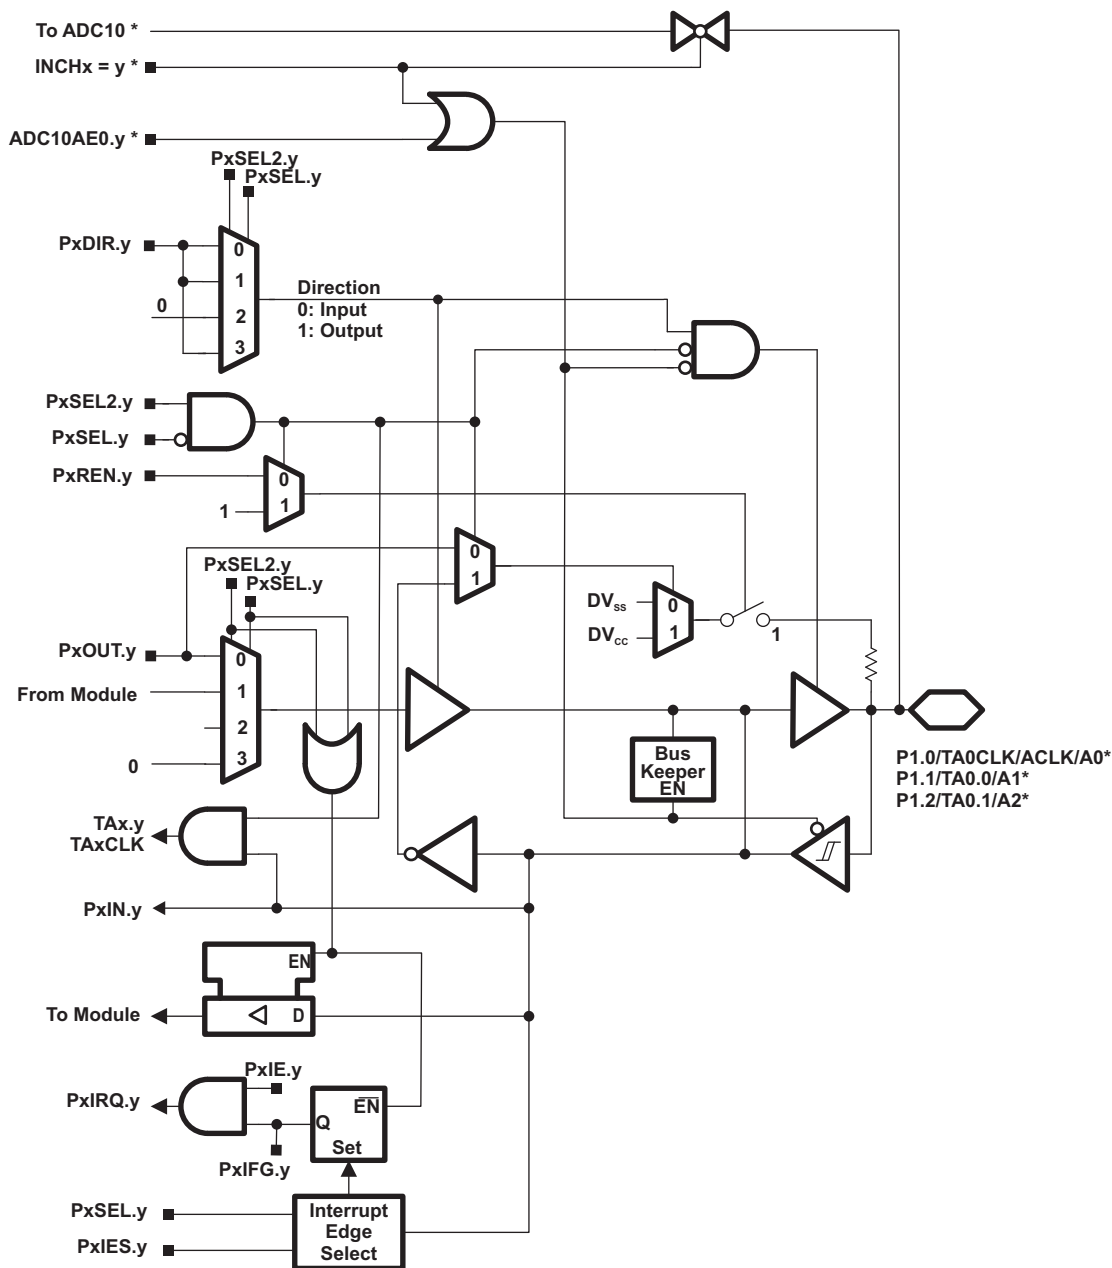 To ADC10 *
INCHx = y *
ADC10AE0.y *
PxSEL2.y
PxSEL.y
PxDIR.y
0
1
0
2
3
Direction
0: Input
1: Output
PxSEL2.y
PxSEL.y
PxREN.y
0
1
1
0
1
PxSEL2.y
PxSEL.y
DVSS
0
DVCC
1
1
PxOUT.y
0
From Module
1
2
0
3
Bus
Keeper
EN
P1.0/TA0CLK/ACLK/A0*
P1.1/TA0.0/A1*
P1.2/TA0.1/A2*
TAx.y
TAxCLK
PxIN.y
EN
To Module
D
PxIE.y
PxIRQ.y
EN
Q
Set
PxIFG.y
PxSEL.y
PxIES.y
Interrupt
Edge
Select